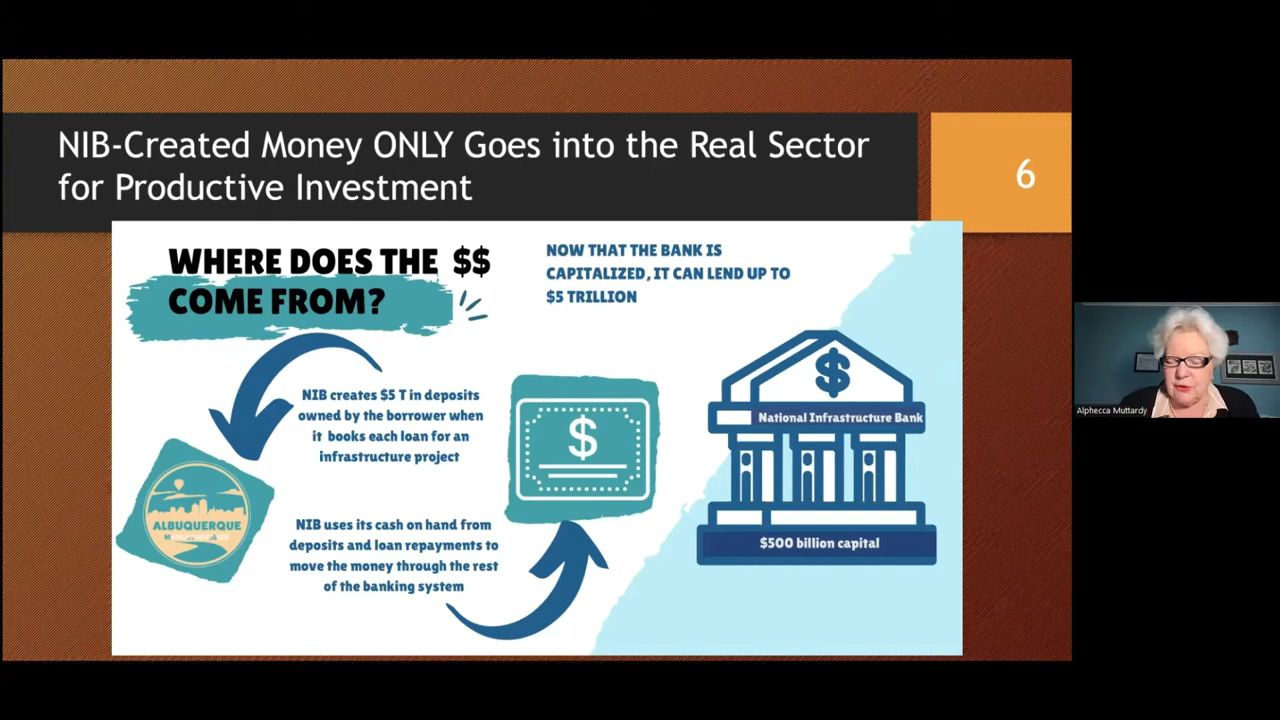 NIB-Created Money ONLY Goes into the Real Sector
for Productive Investment
6
WHERE DOES THE $$
COME FROM?
NOW THAT THE BANK IS
CAPITALIZED, IT CAN LEND UP TO
$5 TRILLION
NIB creates $5 T in deposits
owned by the borrower when
it books each loan for an
infrastructure project
ALBUQUERQUE
NIB uses its cash on hand from
deposits and loan repayments to
move the money through the rest
of the banking system
$
$
National Infrastructure Bank
$500 billion capital
Alphecca Muttardy